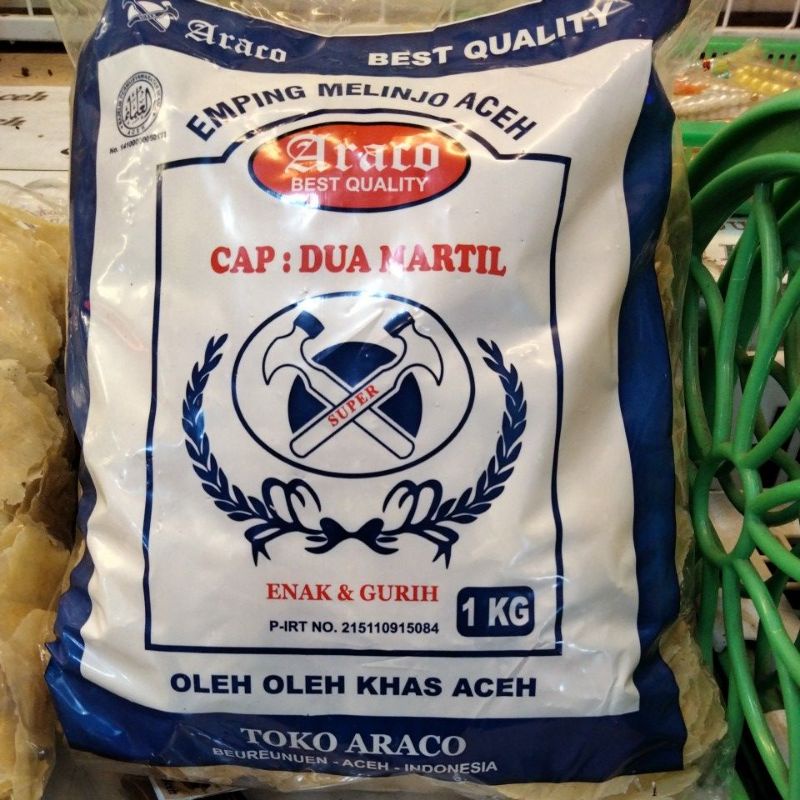 Araco BEST QUALITY
EMPING MELINJO ACEH
Araco
BEST QUALITY
CAP : DUA MARTIL
SUPER
ENAK & GURIH
1 KG
P-IRT NO. 215110915084
OLEH OLEH KHAS ACEH
TOKO ARACO
BEUREUNUEN - ACEH - INDONESIA